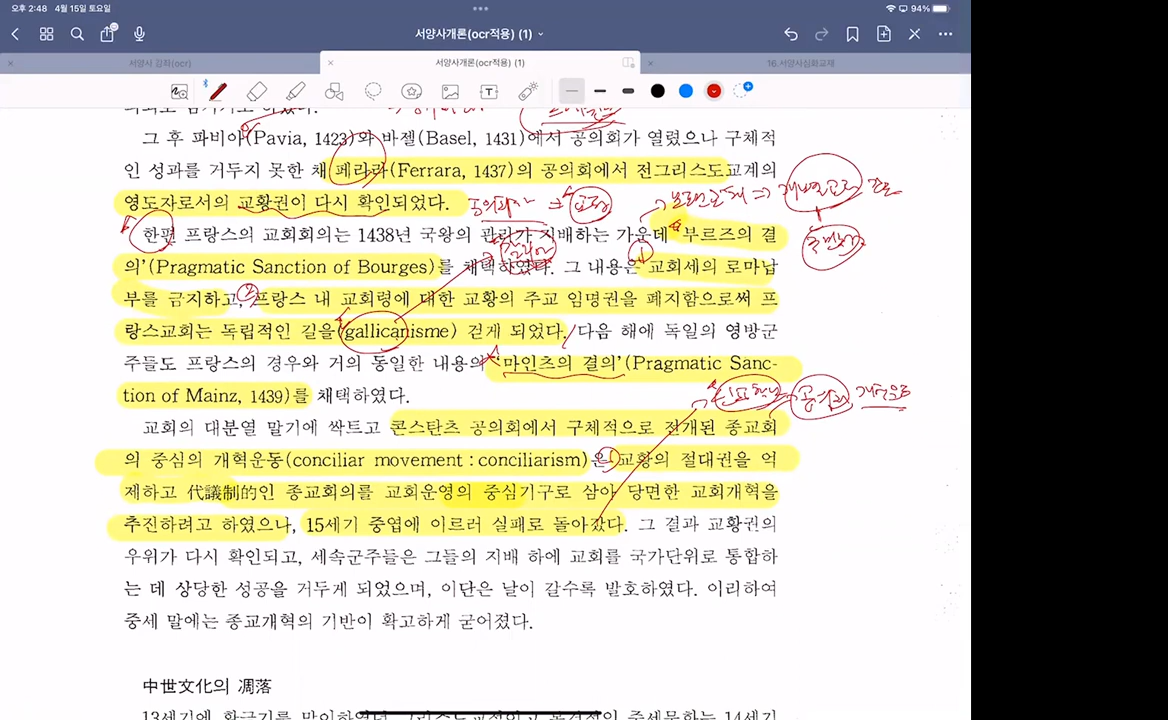 오후 2:48 4월 15일 토요일
94%
서양사개론(ocr적용) (1)
서양사 강좌(ocr)
서양사개론(ocr적용) (1)
16 서양사심화교재
그 후 파비아(Pavia, 1423)와 바젤(Basel, 1431)에서 공의회가 열렸으나 구체적
인 성과를 거두지 못한 채 페라라(Ferrara, 1437)의 공의회에서 전그리스도교계의
영도자로서의 교황권이 다시 확인되었다.
한편 프랑스의 교회회의는 1438년 국왕의 관리가 지배하는 가운데 '부르즈의 결
의'(Pragmatic Sanction of Bourges)를 채택하였다. 그 내용은 교회세의 로마납
부를 금지하고, 프랑스 내 교회령에 대한 교황의 주교 임명권을 폐지함으로써 프
랑스교회는 독립적인 길을(gallicanisme) 걷게 되었다. 다음 해에 독일의 영방군
주들도 프랑스의 경우와 거의 동일한 내용의 '마인츠의 결의'(Pragmatic Sanc-
tion of Mainz, 1439)를 채택하였다.
교회의 대분열 말기에 싹트고 콘스탄츠 공의회에서 구체적으로 전개된 종교회
의 중심의 개혁운동(conciliar movement : conciliarism)은 교황의 절대권을 억
제하고 代議制的인 종교회의를 교회운영의 중심기구로 삼아 당면한 교회개혁을
추진하려고 하였으나, 15세기 중엽에 이르러 실패로 돌아갔다. 그 결과 교황권의
우위가 다시 확인되고, 세속군주들은 그들의 지배 하에 교회를 국가단위로 통합하
는 데 상당한 성공을 거두게 되었으며, 이단은 날이 갈수록 발호하였다. 이리하여
중세 말에는 종교개혁의 기반이 확고하게 굳어졌다.
中世文化의 凋落